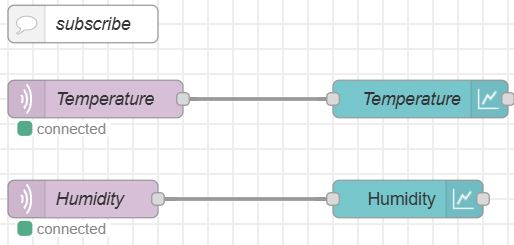 subscribe
Temperature
Temperature
connected
Humidity
Humidity
connected